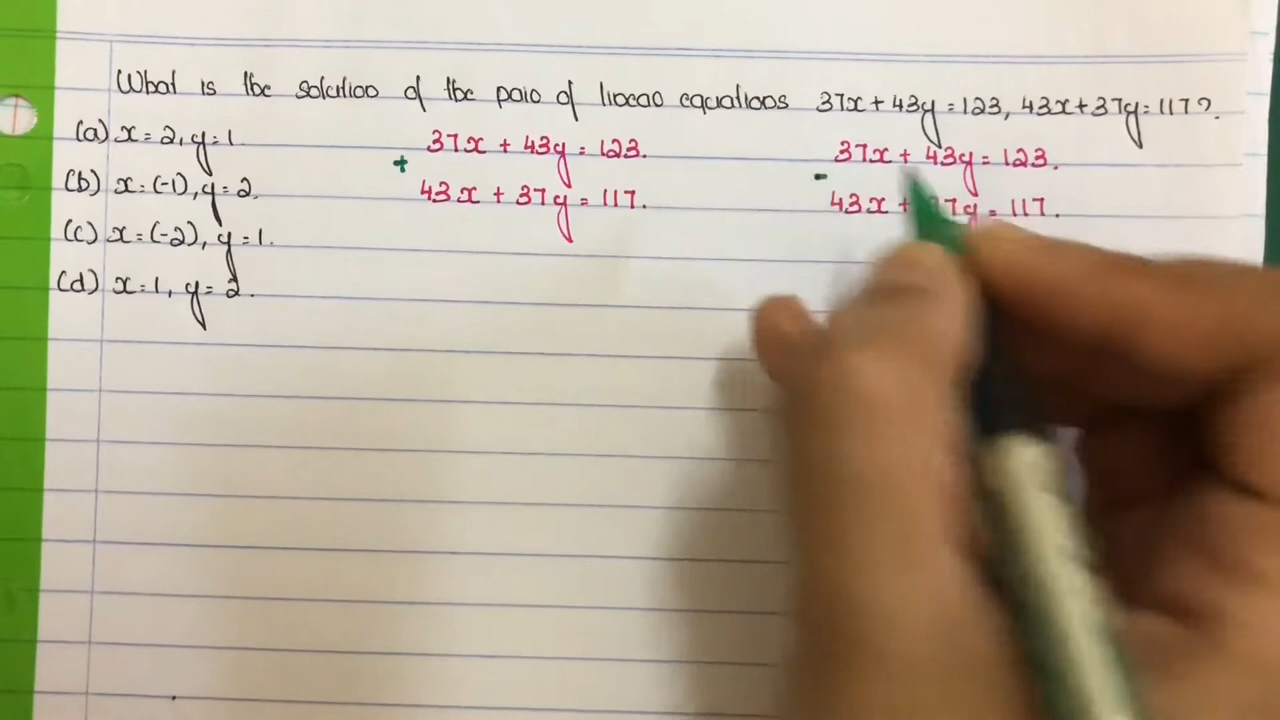 What is the solution of the pair of linear equations 37x + 43y = 123, 43x + 37y = 117?
(a) x = 2, y = 1
(b) x = (-1), y = 2.
(c) x = (-2), y = 1.
(d) x = 1, y = 2.
+ 37x + 43y = 123.
43x + 37y = 117.
- 37x + 43y = 123.
43x + 37y = 117.